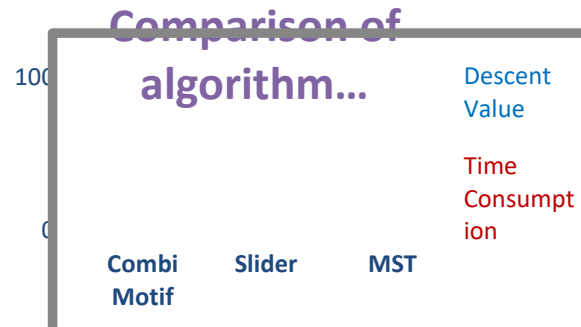 Comparison of
algorithm…
100
0
Combi
Motif
Slider
MST
Descent
Value
Time
Consumpt
ion